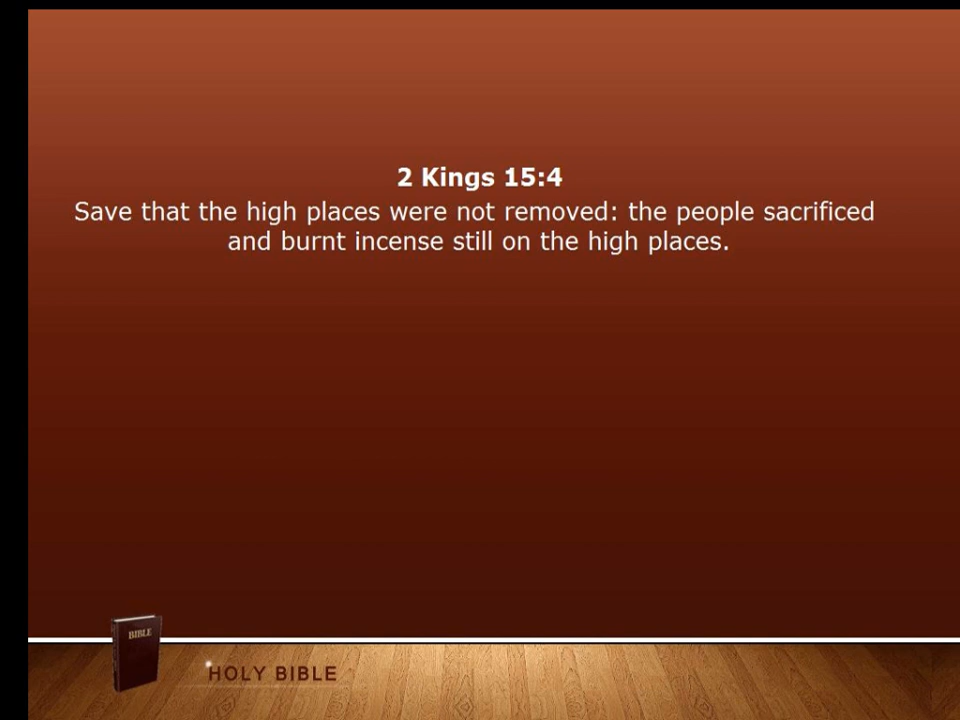 2 Kings 15:4
Save that the high places were not removed: the people sacrificed
and burnt incense still on the high places.
BIBLE
HOLY BIBLE